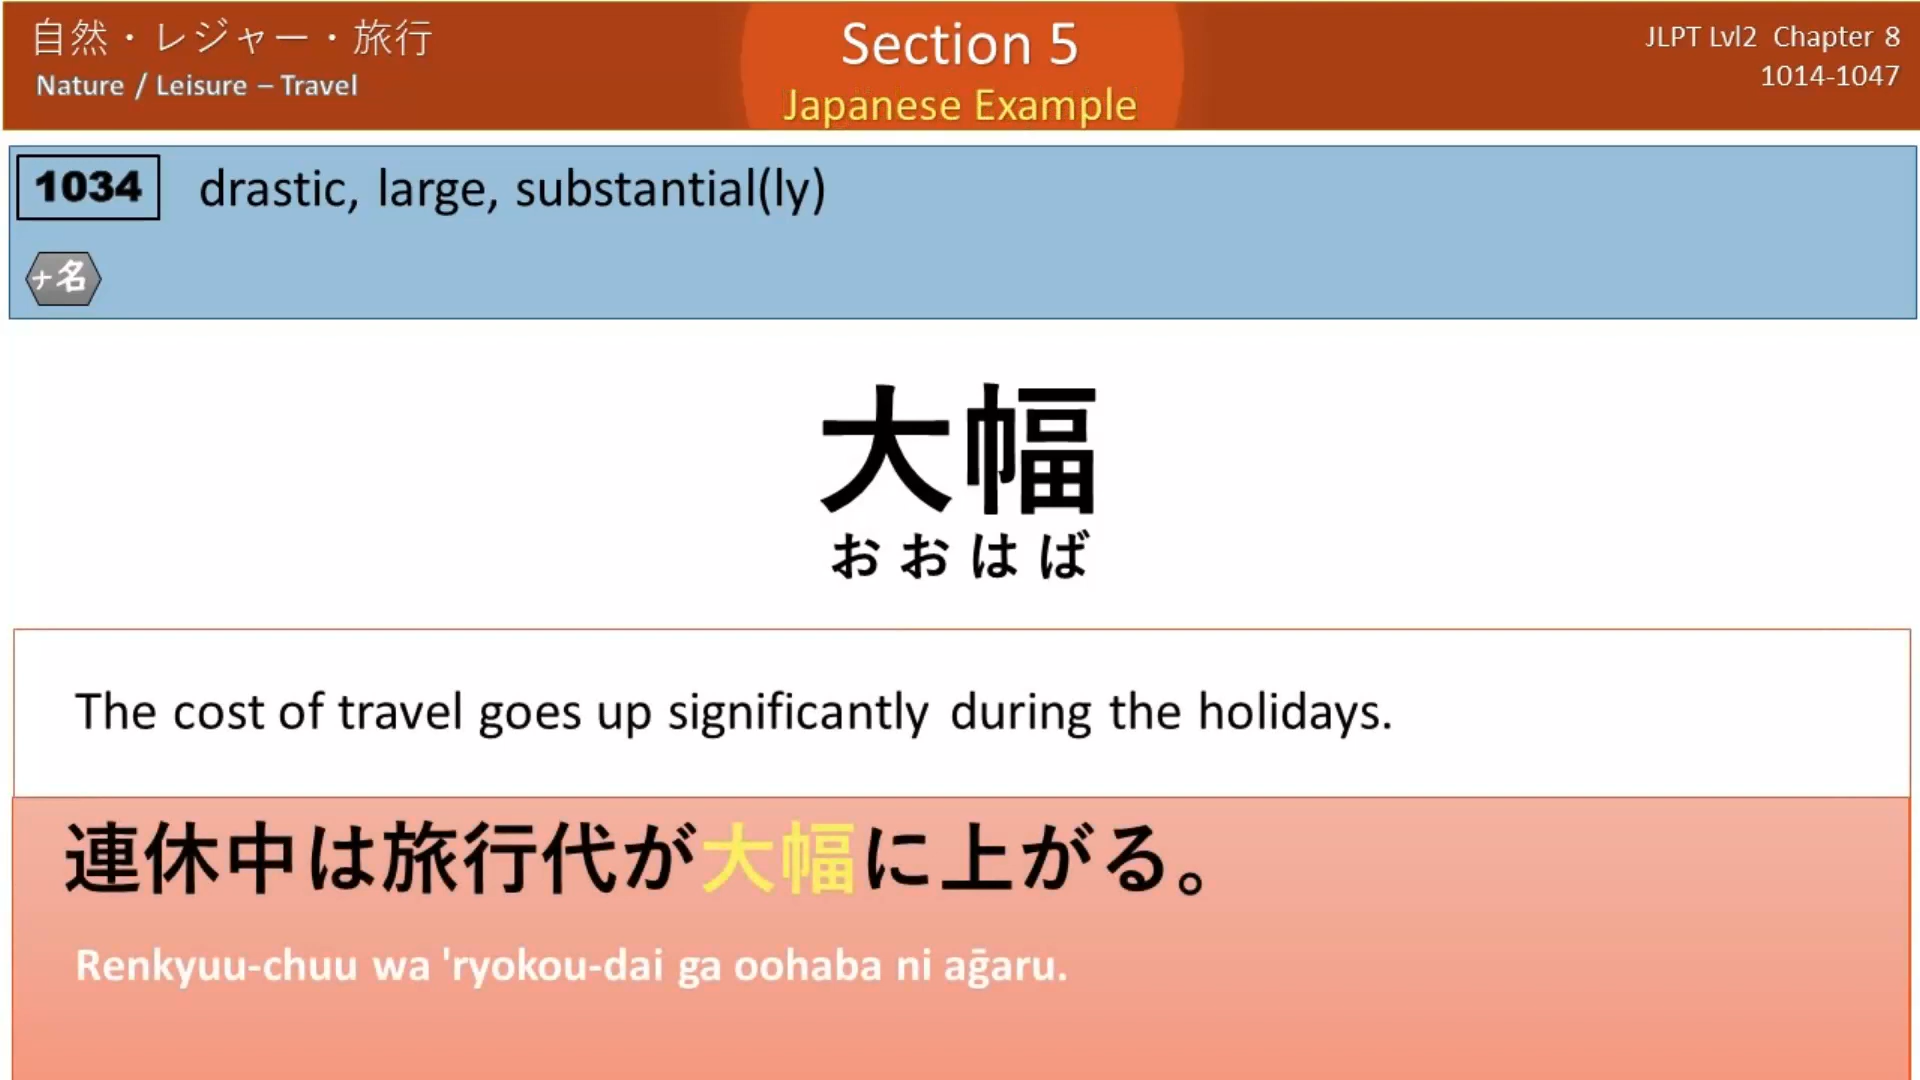 自然・レジャー・旅行
Nature / Leisure – Travel
Section 5
Japanese Example
JLPT Lvl2 Chapter 8
1014-1047
1034 drastic, large, substantial(ly)
ナ名
大幅
おおはば
The cost of travel goes up significantly during the holidays.
連休中は旅行代が大幅に上がる。
Renkyuu-chuu wa 'ryokou-dai ga oohaba ni aḡaru.